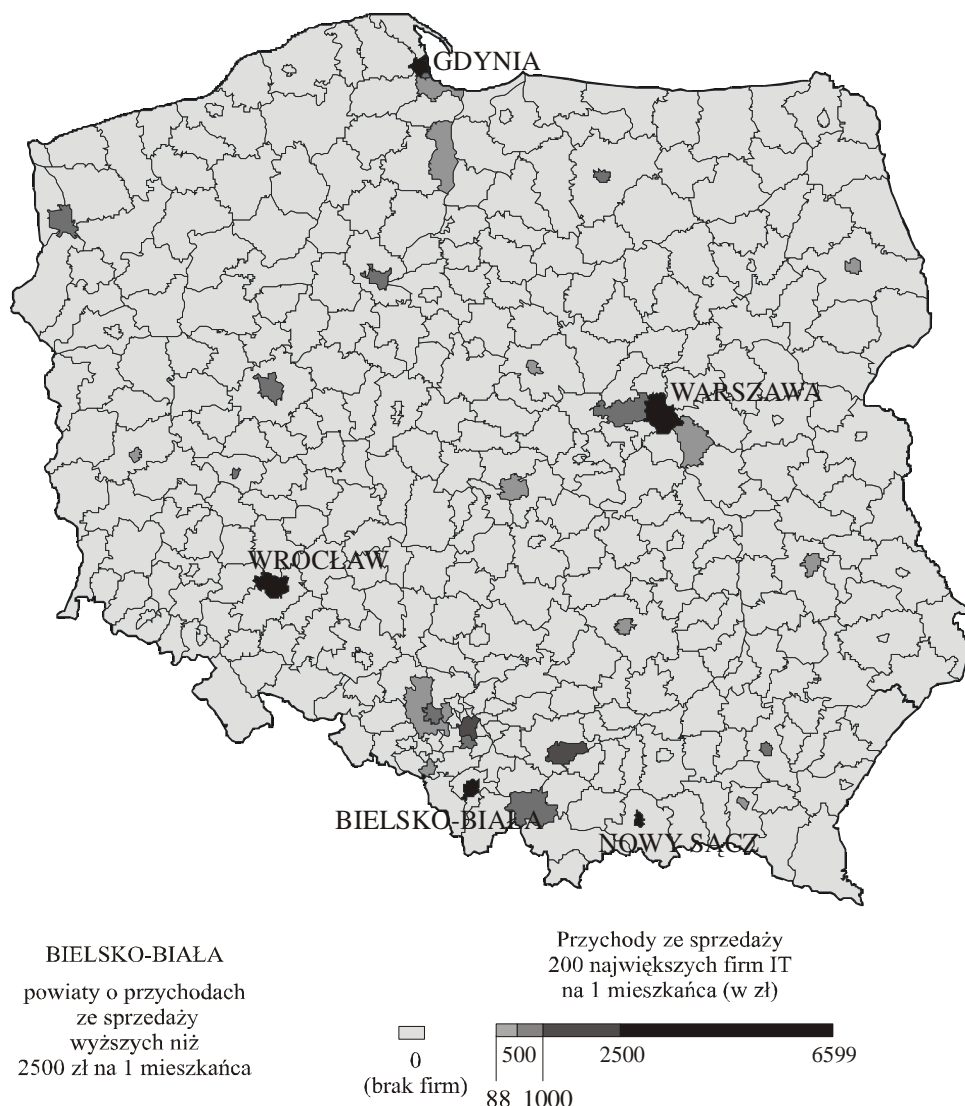 GDYNIA
WARSZAWA
WROCŁAW
BIELSKO-BIAŁA
NOWY SĄCZ
BIELSKO-BIAŁA
powiaty o przychodach
ze sprzedaży
wyższych niż
2500 zł na 1 mieszkańca
Przychody ze sprzedaży
200 największych firm IT
na 1 mieszkańca (w zł)
0
(brak firm)
500
2500
6599
88
1000